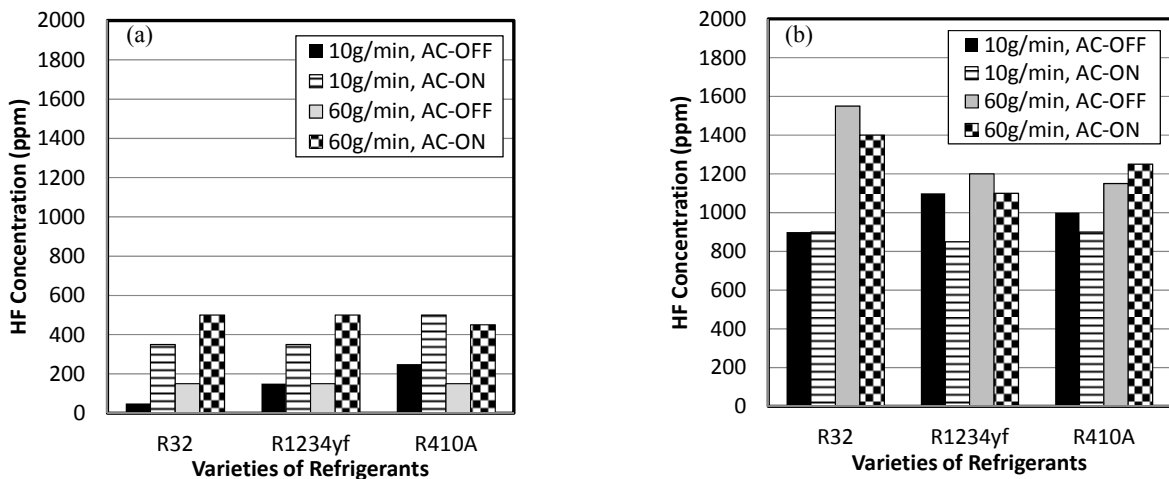 (a)
10g/min, AC-OFF
10g/min, AC-ON
60g/min, AC-OFF
60g/min, AC-ON
HF Concentration (ppm)
2000
1800
1600
1400
1200
1000
800
600
400
200
0
R32 R1234yf R410A
Varieties of Refrigerants
(b)
10g/min, AC-OFF
10g/min, AC-ON
60g/min, AC-OFF
60g/min, AC-ON
HF Concentration (ppm)
2000
1800
1600
1400
1200
1000
800
600
400
200
0
R32 R1234yf R410A
Varieties of Refrigerants